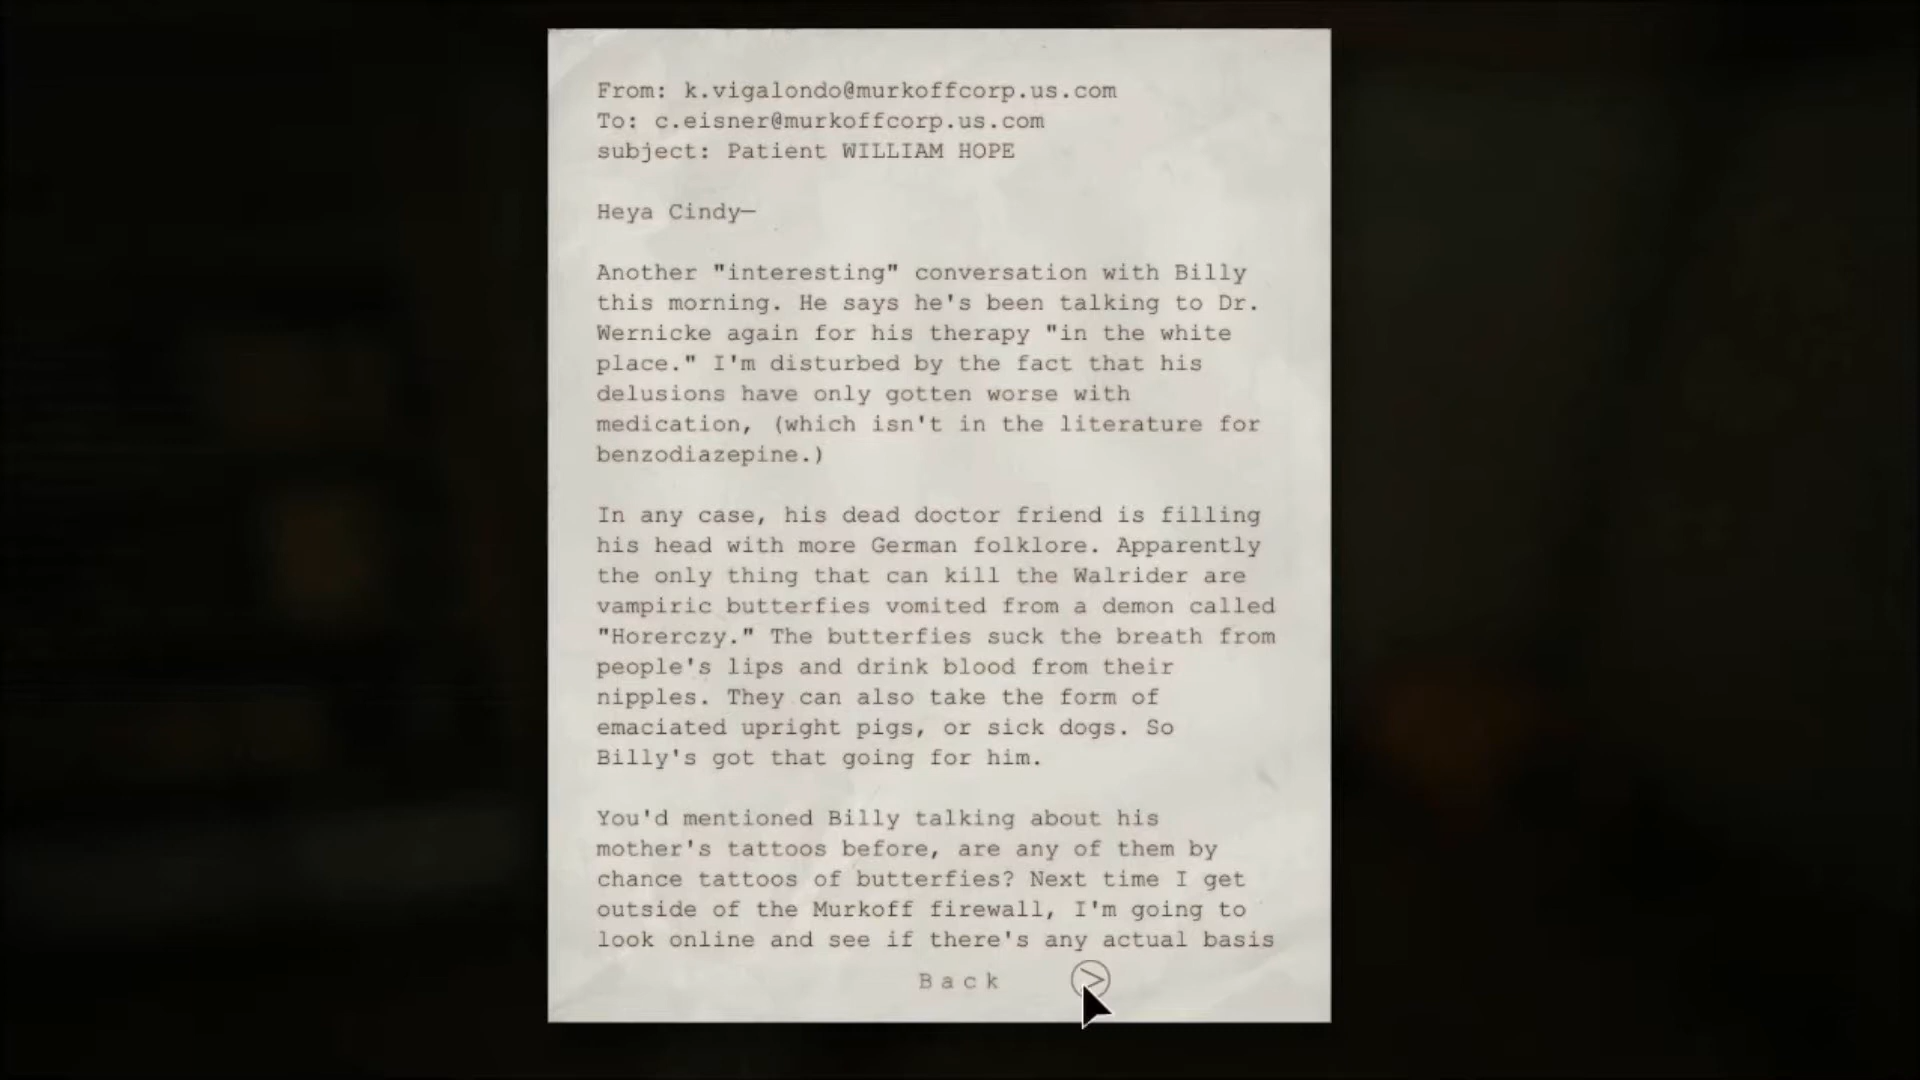 From: k.vigalondo@murkoffcorp.us.com
To: c.eisner@murkoffcorp.us.com
subject: Patient WILLIAM HOPE
Heya Cindy—
Another "interesting" conversation with Billy
this morning. He says he's been talking to Dr.
Wernicke again for his therapy "in the white
place." I'm disturbed by the fact that his
delusions have only gotten worse with
medication, (which isn't in the literature for
benzodiazepine.)
In any case, his dead doctor friend is filling
his head with more German folklore. Apparently
the only thing that can kill the Walrider are
vampiric butterfies vomited from a demon called
"Horerczy." The butterfies suck the breath from
people's lips and drink blood from their
nipples. They can also take the form of
emaciated upright pigs, or sick dogs. So
Billy's got that going for him.
You'd mentioned Billy talking about his
mother's tattoos before, are any of them by
chance tattoos of butterfies? Next time I get
outside of the Murkoff firewall, I'm going to
look online and see if there's any actual basis
Back >